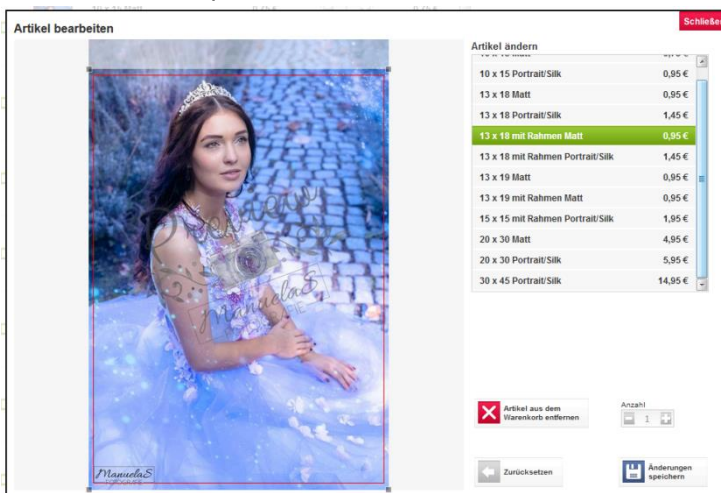 Schließen
Artikel bearbeiten
Artikel ändern
10 x 15 Portrait/Silk 0,95 €
13 x 18 Matt 0,95 €
13 x 18 Portrait/Silk 1,45 €
13 x 18 mit Rahmen Matt 0,95 €
13 x 18 mit Rahmen Portrait/Silk 1,45 €
13 x 19 Matt 0,95 €
13 x 19 mit Rahmen Matt 0,95 €
15 x 15 mit Rahmen Portrait/Silk 1,95 €
20 x 30 Matt 4,95 €
20 x 30 Portrait/Silk 5,95 €
30 x 45 Portrait/Silk 14,95 €
Preview
ManuelaS
FOTOGRAFIE
Artikel aus dem
Warenkorb entfernen
Anzahl
1
ManuelaS
FOTOGRAFIE
Zurücksetzen
Änderungen
speichern